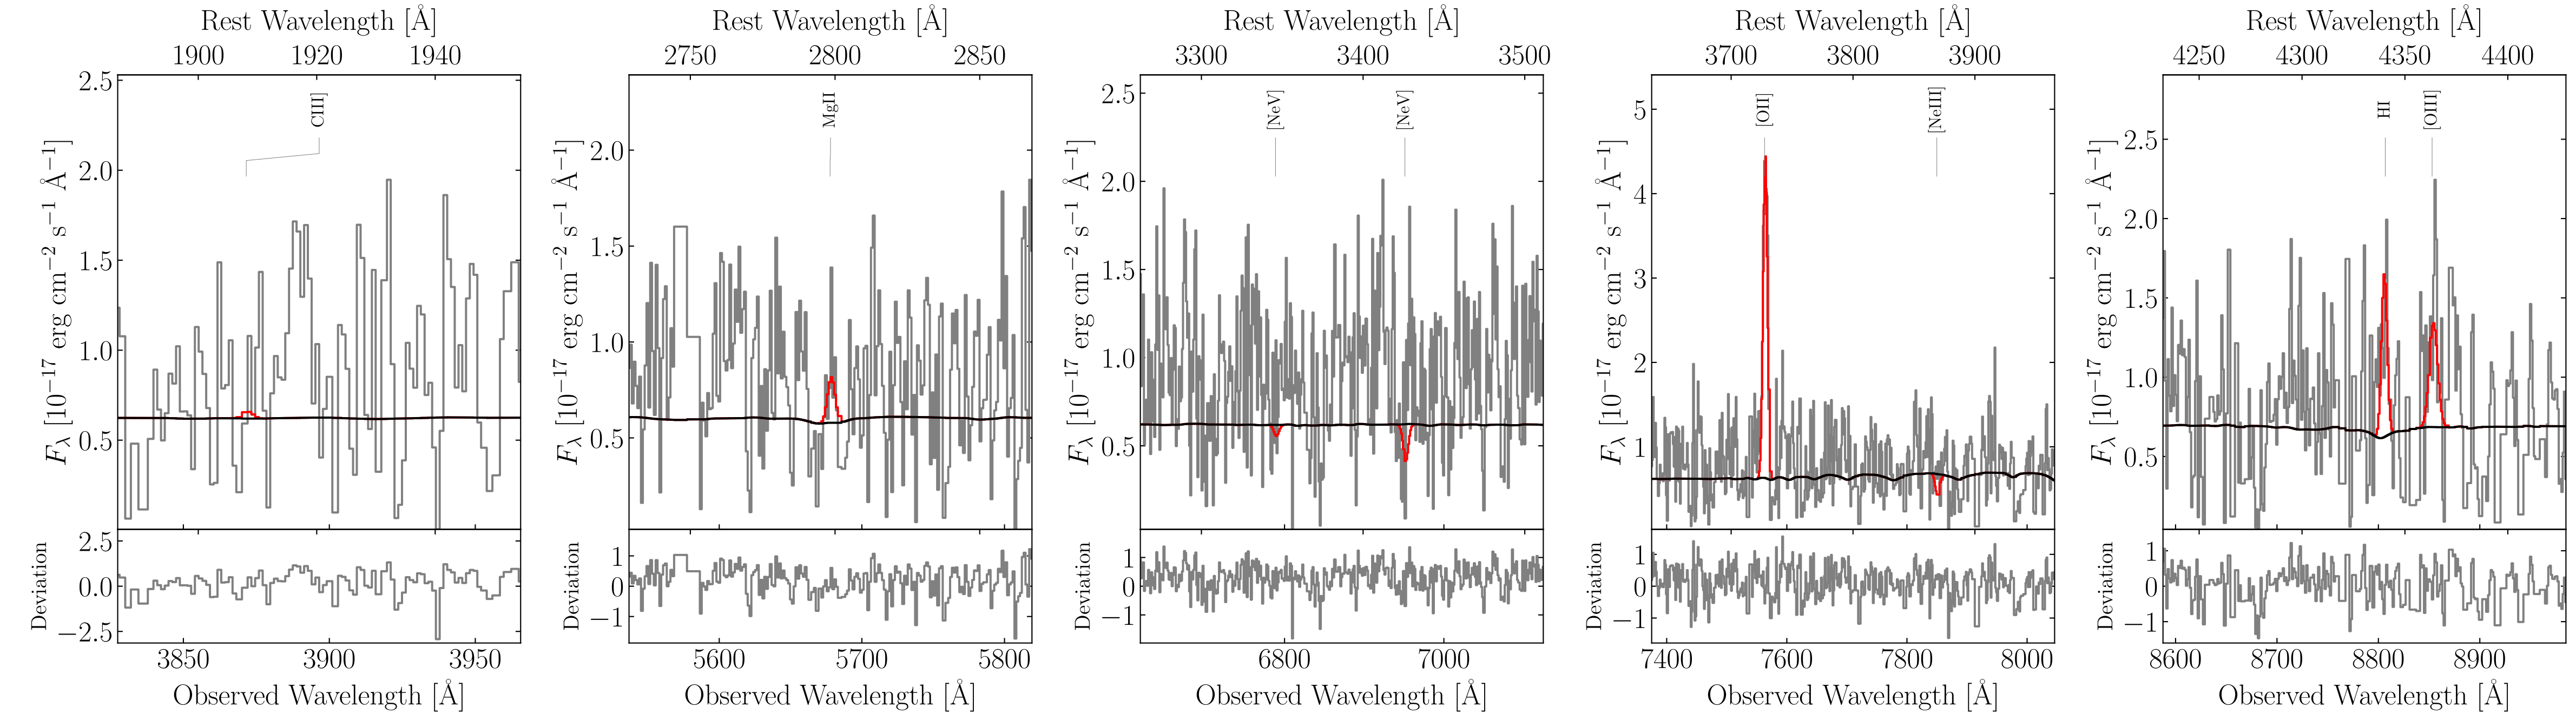 Rest Wavelength [Å] Rest Wavelength [Å] Rest Wavelength [Å] Rest Wavelength [Å] Rest Wavelength [Å]
1900 1920 1940 2750 2800 2850 3300 3400 3500 3700 3800 3900 4250 4300 4350 4400
CIII]
MgII
[NeV]
[NeV]
[OII]
[NeIII]
HI
[OIII]
F_λ [10⁻¹⁷ erg cm⁻² s⁻¹ Å⁻¹]
2.5
2.0
1.5
1.0
0.5
F_λ [10⁻¹⁷ erg cm⁻² s⁻¹ Å⁻¹]
2.0
1.5
1.0
0.5
F_λ [10⁻¹⁷ erg cm⁻² s⁻¹ Å⁻¹]
2.5
2.0
1.5
1.0
0.5
F_λ [10⁻¹⁷ erg cm⁻² s⁻¹ Å⁻¹]
5
4
3
2
1
F_λ [10⁻¹⁷ erg cm⁻² s⁻¹ Å⁻¹]
2.5
2.0
1.5
1.0
0.5
Deviation
2.5
0.0
−2.5
Deviation
1
0
−1
Deviation
1
0
−1
Deviation
1
0
−1
Deviation
1
0
−1
3850 3900 3950 5600 5700 5800 6800 7000 7400 7600 7800 8000 8600 8700 8800 8900
Observed Wavelength [Å] Observed Wavelength [Å] Observed Wavelength [Å] Observed Wavelength [Å] Observed Wavelength [Å]